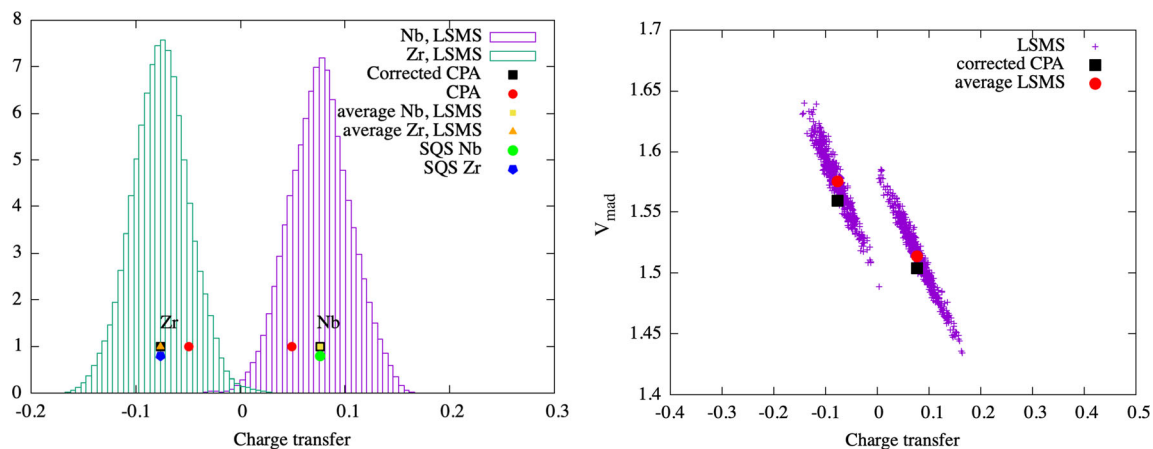 8
7
6
5
4
3
2
1
0
-0.2
-0.1
0
0.1
0.2
0.3
Charge transfer
Nb, LSMS
Zr, LSMS
Corrected CPA
CPA
average Nb, LSMS
average Zr, LSMS
SQS Nb
SQS Zr
Zr
Nb
1.7
1.65
1.6
1.55
1.5
1.45
1.4
V_mad
-0.4
-0.3
-0.2
-0.1
0
0.1
0.2
0.3
0.4
0.5
Charge transfer
LSMS
corrected CPA
average LSMS